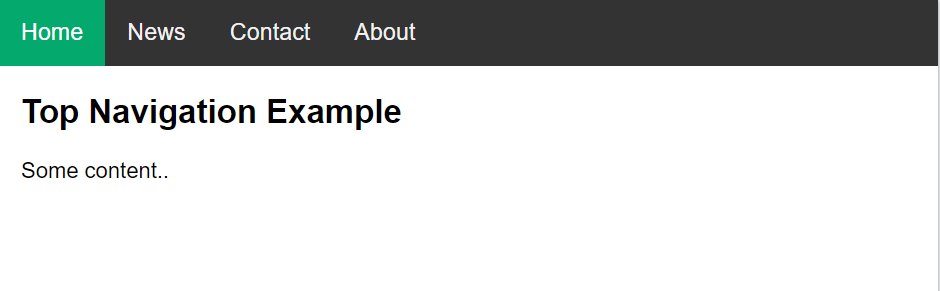 Home News Contact About
Top Navigation Example
Some content..